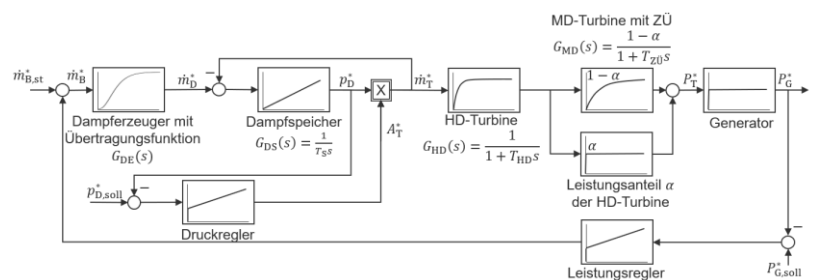 MD-Turbine mit ZÜ
G_MD(s) = (1 − α) / (1 + T_ZÜ s)
ṁ*_B,st
ṁ*_B
ṁ*_D
−
p*_D
X
ṁ*_T
1 − α
P*_T
P*_G
Dampferzeuger mit
Übertragungsfunktion
G_DE(s)
Dampfspeicher
G_DS(s) = 1 / (T_S s)
A*_T
HD-Turbine
G_HD(s) = 1 / (1 + T_HD s)
α
Generator
Leistungsanteil α
der HD-Turbine
p*_D,soll
−
Druckregler
−
Leistungsregler
P*_G,soll